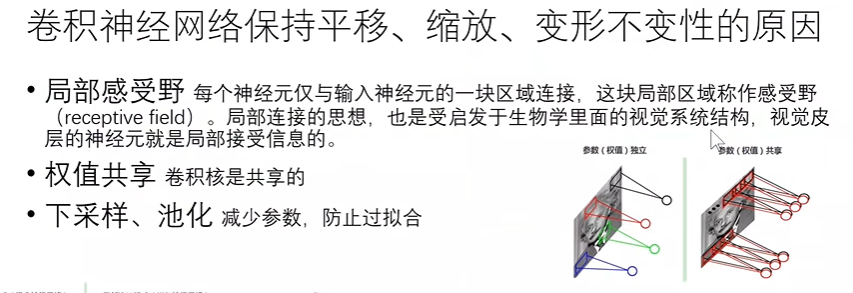 卷积神经网络保持平移、缩放、变形不变性的原因
• 局部感受野 每个神经元仅与输入神经元的一块区域连接，这块局部区域称作感受野
（receptive field）。局部连接的思想，也是受启发于生物学里面的视觉系统结构，视觉皮
层的神经元就是局部接受信息的。
• 权值共享 卷积核是共享的
• 下采样、池化 减少参数，防止过拟合
参数（权值）独立
参数（权值）共享